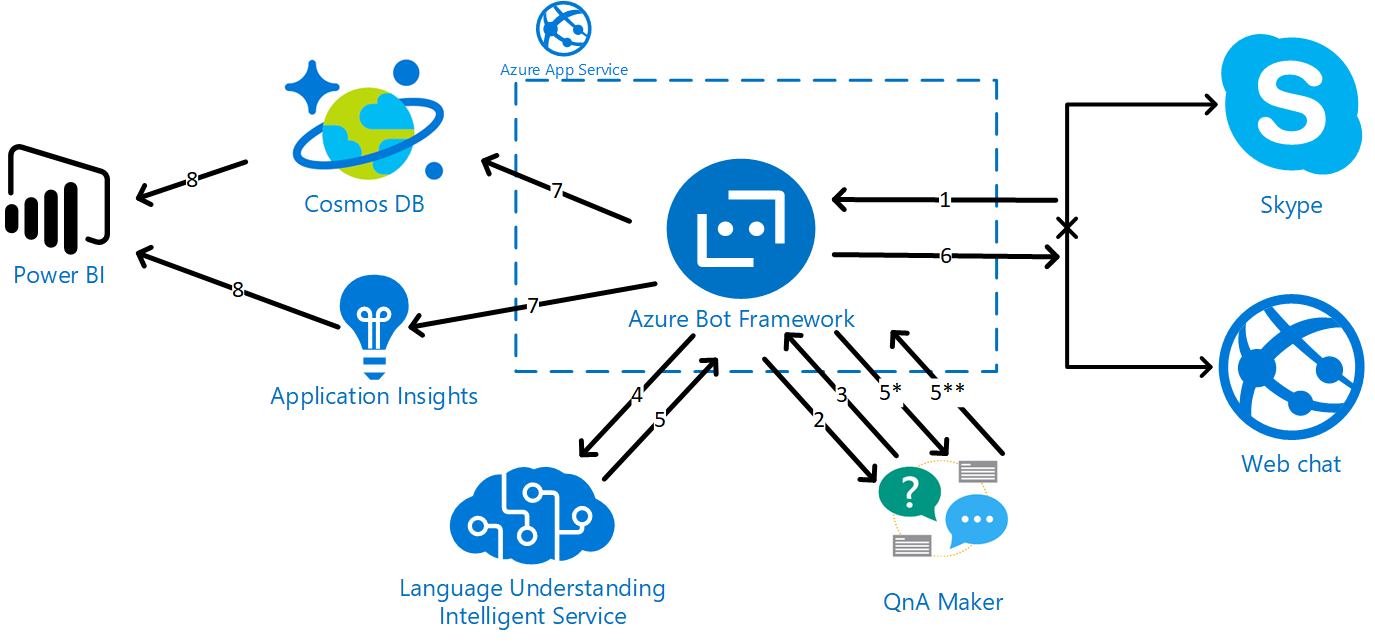 Azure App Service
Skype
Cosmos DB
7
8
1
6
Power BI
8
7
Azure Bot Framework
Application Insights
4
5
2
3
5*
5**
?
Web chat
Language Understanding
Intelligent Service
QnA Maker